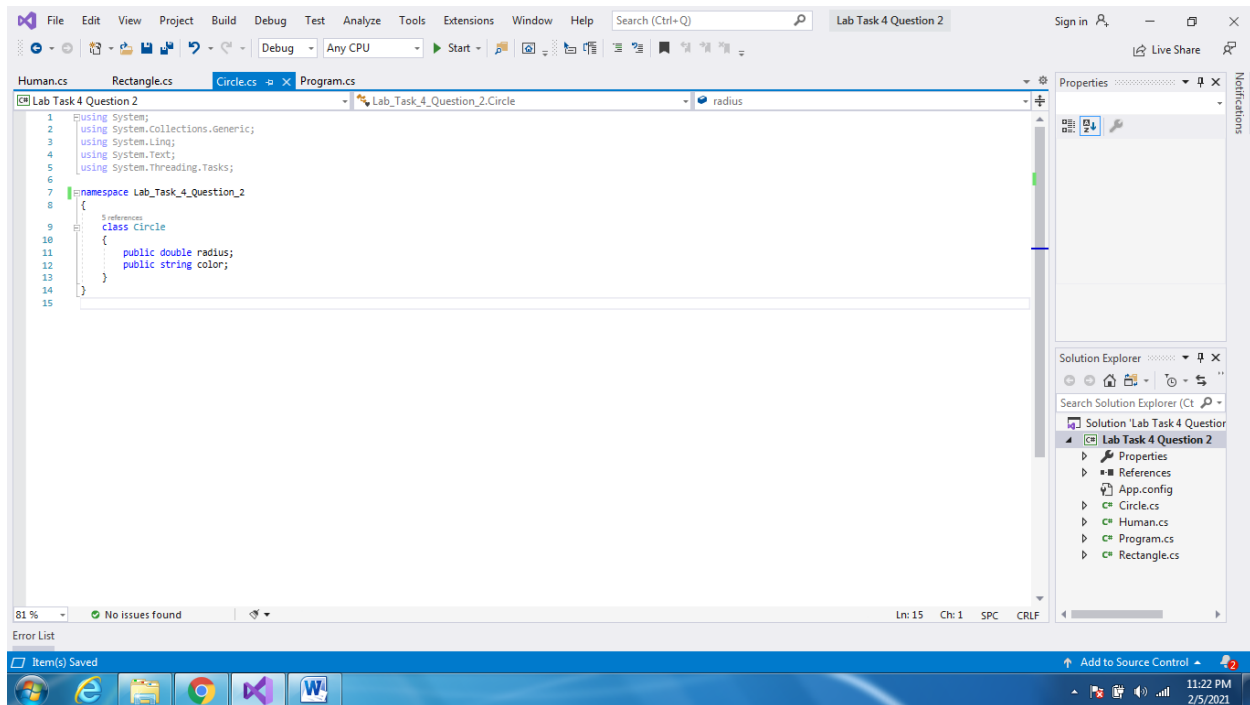 File Edit View Project Build Debug Test Analyze Tools Extensions Window Help Search (Ctrl+Q) Lab Task 4 Question 2 Sign in
Debug Any CPU Start Live Share
Human.cs Rectangle.cs Circle.cs Program.cs
C# Lab Task 4 Question 2 Lab_Task_4_Question_2.Circle radius
1 using System;
2 using System.Collections.Generic;
3 using System.Linq;
4 using System.Text;
5 using System.Threading.Tasks;
6
7 namespace Lab_Task_4_Question_2
8 {
5 references
9 class Circle
10 {
11 public double radius;
12 public string color;
13 }
14 }
15
81 % No issues found Ln: 15 Ch: 1 SPC CRLF
Error List
Properties
Notifications
Solution Explorer
Search Solution Explorer (Ct
Solution 'Lab Task 4 Question
C# Lab Task 4 Question 2
Properties
References
App.config
C# Circle.cs
C# Human.cs
C# Program.cs
C# Rectangle.cs
Item(s) Saved Add to Source Control 2
11:22 PM
2/5/2021